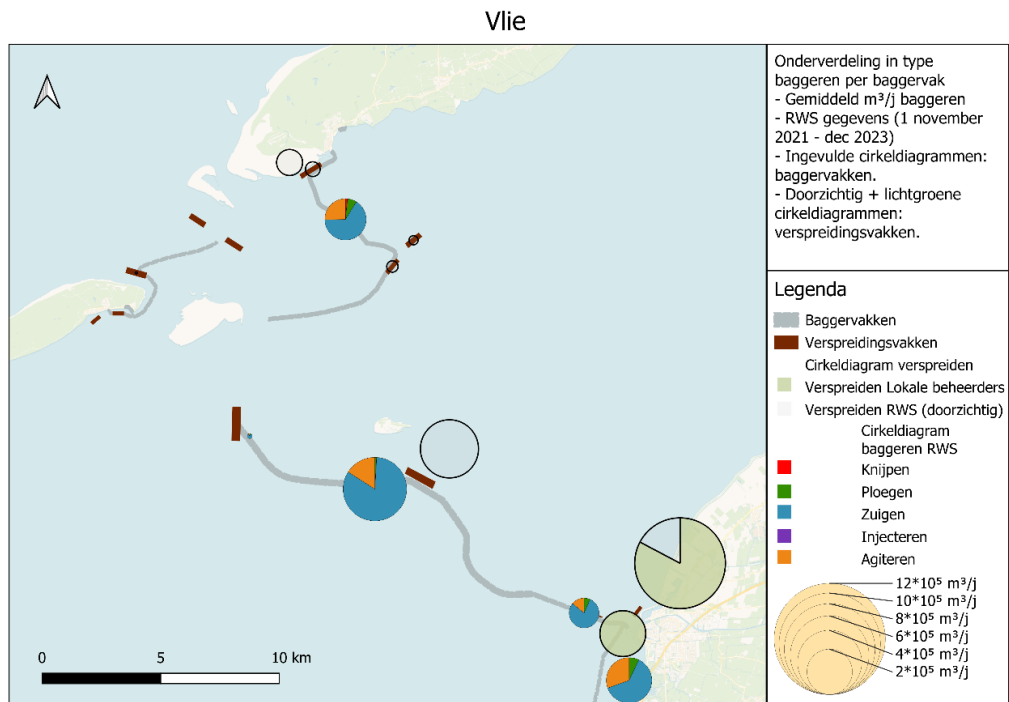 Vlie
Onderverdeling in type
baggeren per baggervak
- Gemiddeld m³/j baggeren
- RWS gegevens (1 november
2021 - dec 2023)
- Ingevulde cirkeldiagrammen:
baggervakken.
- Doorzichtig + lichtgroene
cirkeldiagrammen:
verspreidingsvakken.
Legenda
Baggervakken
Verspreidingsvakken
Cirkeldiagram verspreiden
Verspreiden Lokale beheerders
Verspreiden RWS (doorzichtig)
Cirkeldiagram
baggeren RWS
Knijpen
Ploegen
Zuigen
Injecteren
Agiteren
12*10⁵ m³/j
10*10⁵ m³/j
8*10⁵ m³/j
6*10⁵ m³/j
4*10⁵ m³/j
2*10⁵ m³/j
0 5 10 km